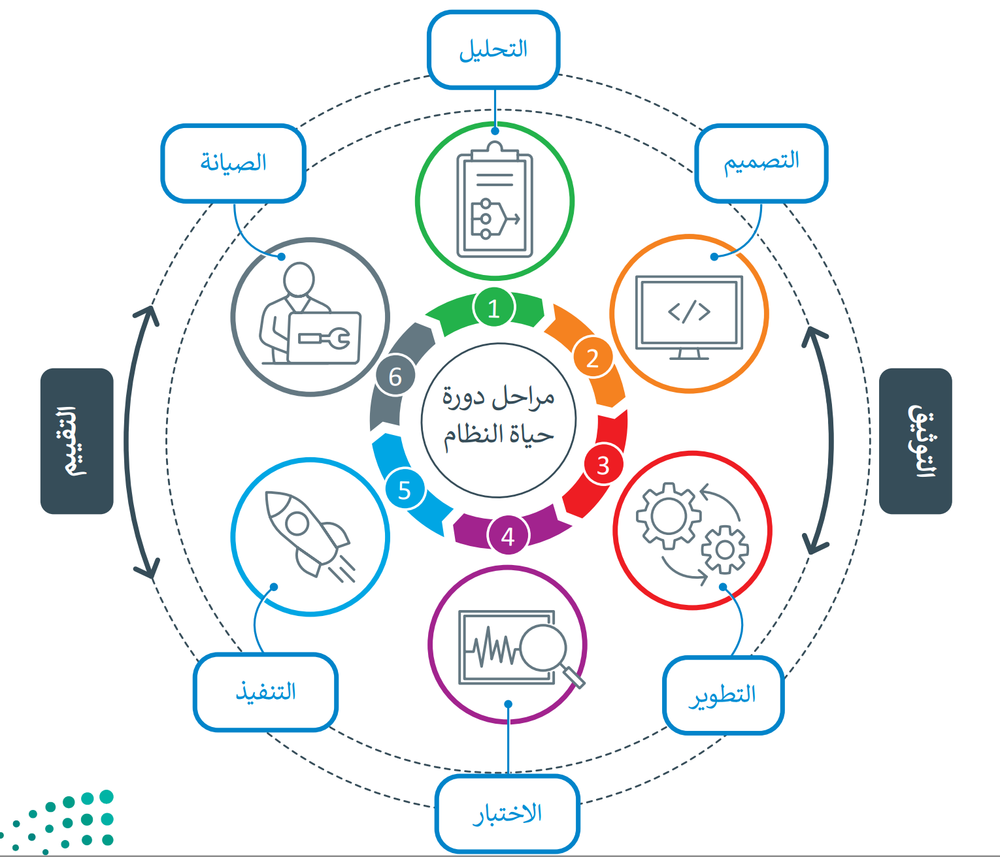 التحليل
التصميم
الصيانة
1
2
6
مراحل دورة
حياة النظام
التوثيق
التقييم
3
5
4
التطوير
التنفيذ
الاختبار